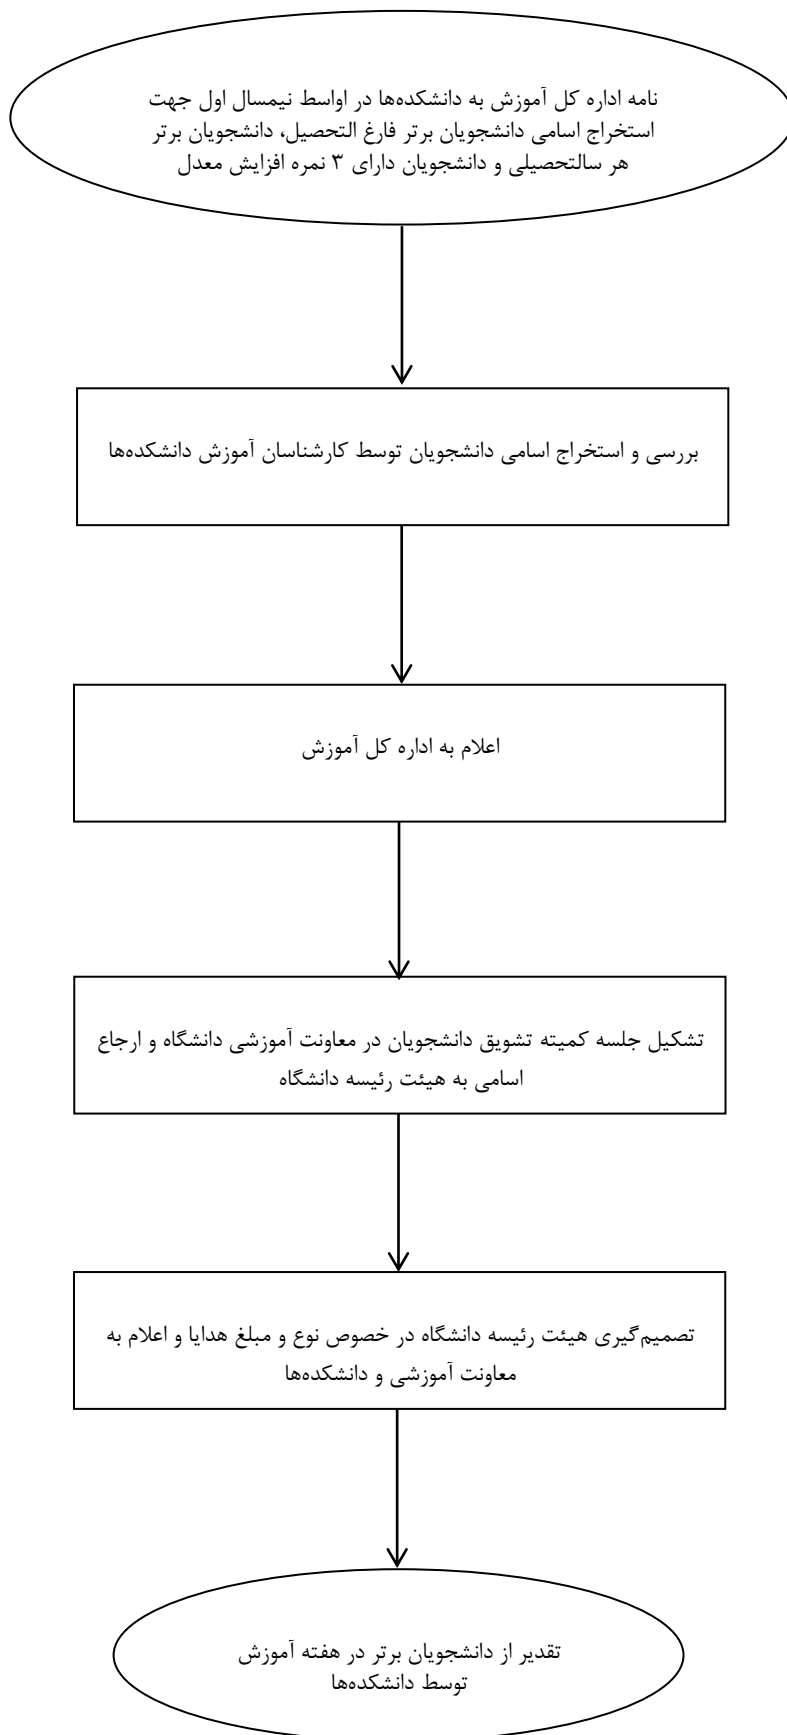 نامه اداره کل آموزش به دانشکده‌ها در اواسط نیمسال اول جهت
استخراج اسامی دانشجویان برتر فارغ التحصیل، دانشجویان برتر
هر سالتحصیلی و دانشجویان دارای ۳ نمره افزایش معدل
بررسی و استخراج اسامی دانشجویان توسط کارشناسان آموزش دانشکده‌ها
اعلام به اداره کل آموزش
تشکیل جلسه کمیته تشویق دانشجویان در معاونت آموزشی دانشگاه و ارجاع
اسامی به هیئت رئیسه دانشگاه
تصمیم‌گیری هیئت رئیسه دانشگاه در خصوص نوع و مبلغ هدایا و اعلام به
معاونت آموزشی و دانشکده‌ها
تقدیر از دانشجویان برتر در هفته آموزش
توسط دانشکده‌ها